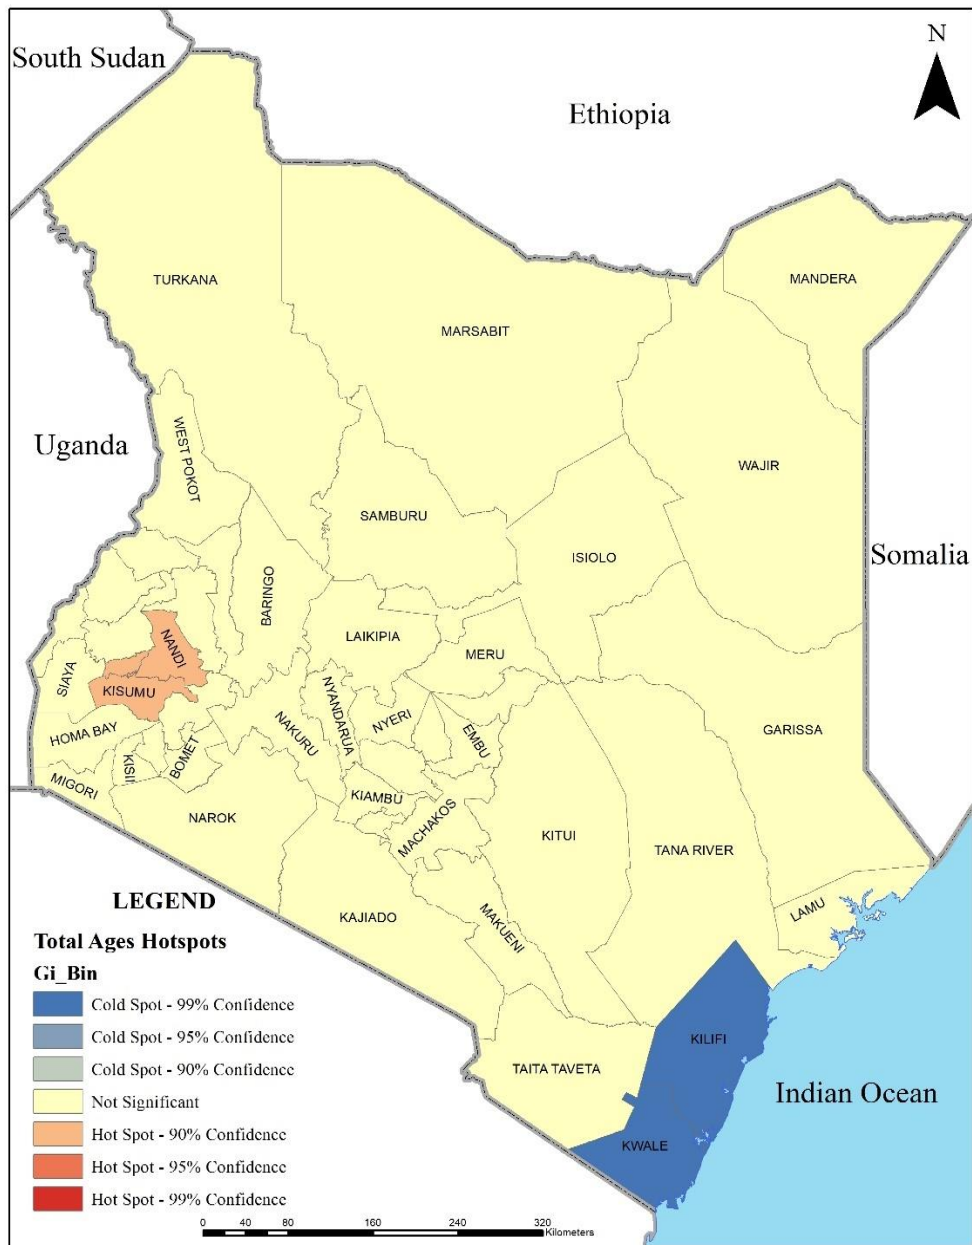 South Sudan
N
Ethiopia
TURKANA
MANDERA
MARSABIT
Uganda
WEST POKOT
WAJIR
SAMBURU
ISIOLO
Somalia
BARINGO
LAIKIPIA
MERU
NANDI
SIAYA
KISUMU
NYANDARUA
NYERI
EMBU
HOMA BAY
NAKURU
GARISSA
KISII
BOMET
MIGORI
KIAMBU
NAROK
MACHAKOS
KITUI
TANA RIVER
LAMU
KAJIADO
MAKUENI
KILIFI
TAITA TAVETA
Indian Ocean
KWALE
LEGEND
Total Ages Hotspots
Gi_Bin
Cold Spot - 99% Confidence
Cold Spot - 95% Confidence
Cold Spot - 90% Confidence
Not Significant
Hot Spot - 90% Confidence
Hot Spot - 95% Confidence
Hot Spot - 99% Confidence
0 40 80 160 240 320
Kilometers